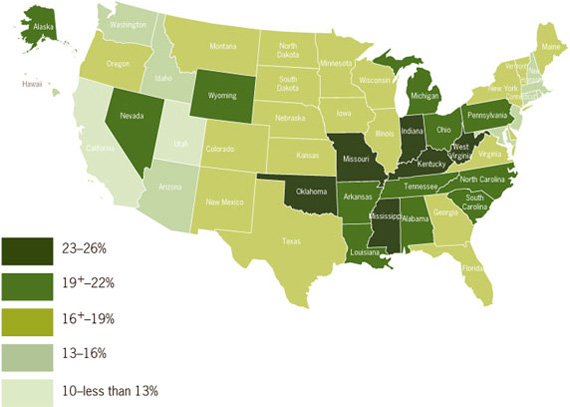 Alaska
Washington
Montana
North
Dakota
Minnesota
Maine
Vermont
New
Oregon
Idaho
South
Dakota
Wisconsin
New York
Connecticut
Hawaii
Wyoming
Michigan
Iowa
Pennsylvania
Nevada
Nebraska
Ohio
Indiana
Illinois
Utah
California
Colorado
West
Virginia
Virginia
Kansas
Missouri
Kentucky
North Carolina
Arizona
Tennessee
Oklahoma
Arkansas
South
Carolina
New Mexico
Mississippi
Alabama
Georgia
Texas
Louisiana
Florida
23–26%
19+–22%
16+–19%
13–16%
10–less than 13%